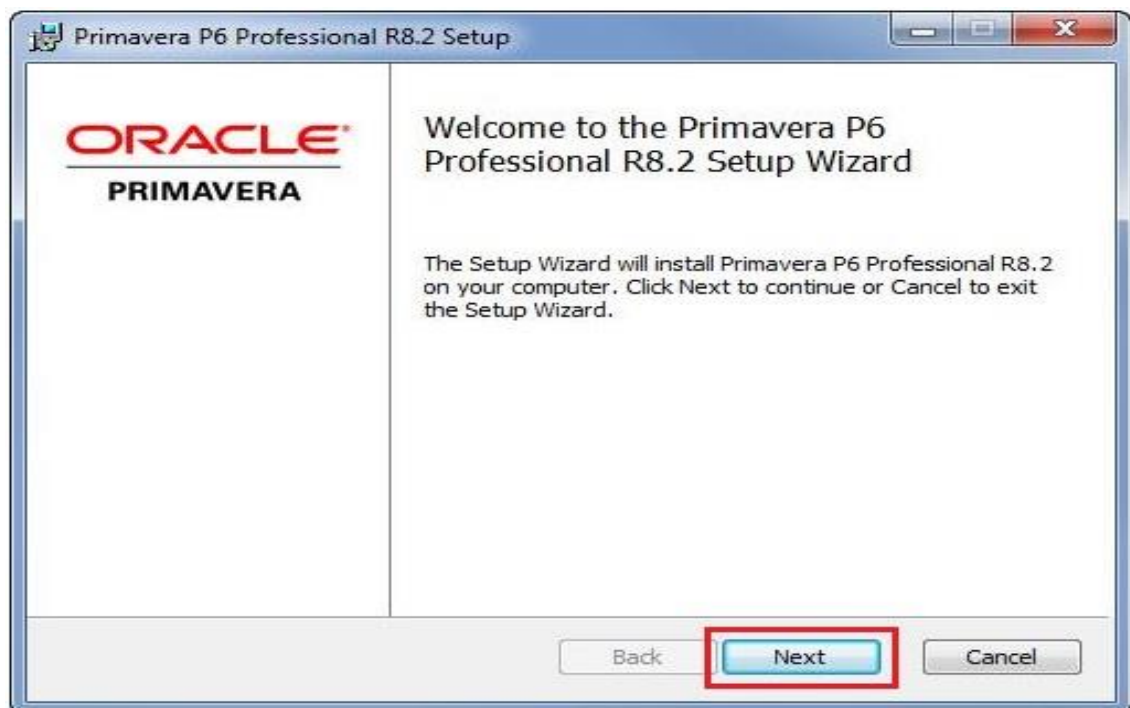 Primavera P6 Professional R8.2 Setup
ORACLE
PRIMAVERA
Welcome to the Primavera P6
Professional R8.2 Setup Wizard
The Setup Wizard will install Primavera P6 Professional R8.2
on your computer. Click Next to continue or Cancel to exit
the Setup Wizard.
Back Next Cancel